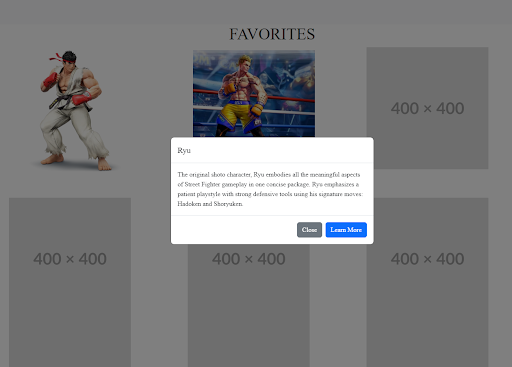 FAVORITES
400 × 400
Ryu
The original shoto character, Ryu embodies all the meaningful aspects
of Street Fighter gameplay in one concise package. Ryu emphasizes a
patient playstyle with strong defensive tools using his signature moves:
Hadoken and Shoryuken.
Close Learn More
400 × 400 400 × 400 400 × 400